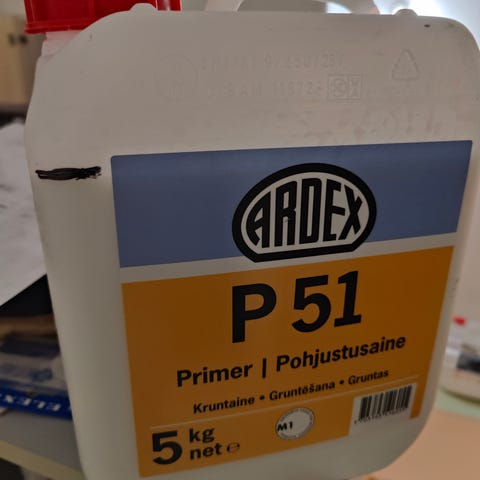 ARDEX
P 51
Primer | Pohjustusaine
Kruntaine • Gruntēšana • Gruntas
5 kg
net e
M1